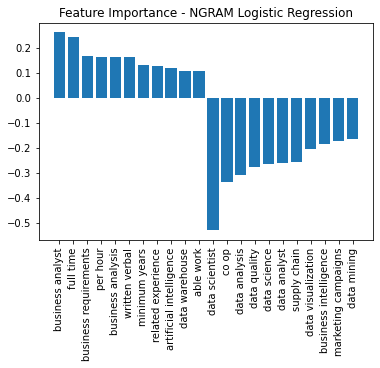 Feature Importance - NGRAM Logistic Regression
0.2
0.1
0.0
−0.1
−0.2
−0.3
−0.4
−0.5
business analyst
full time
business requirements
per hour
business analysis
written verbal
minimum years
related experience
artificial intelligence
data warehouse
able work
data scientist
co op
data analysis
data quality
data science
data analyst
supply chain
data visualization
business intelligence
marketing campaigns
data mining